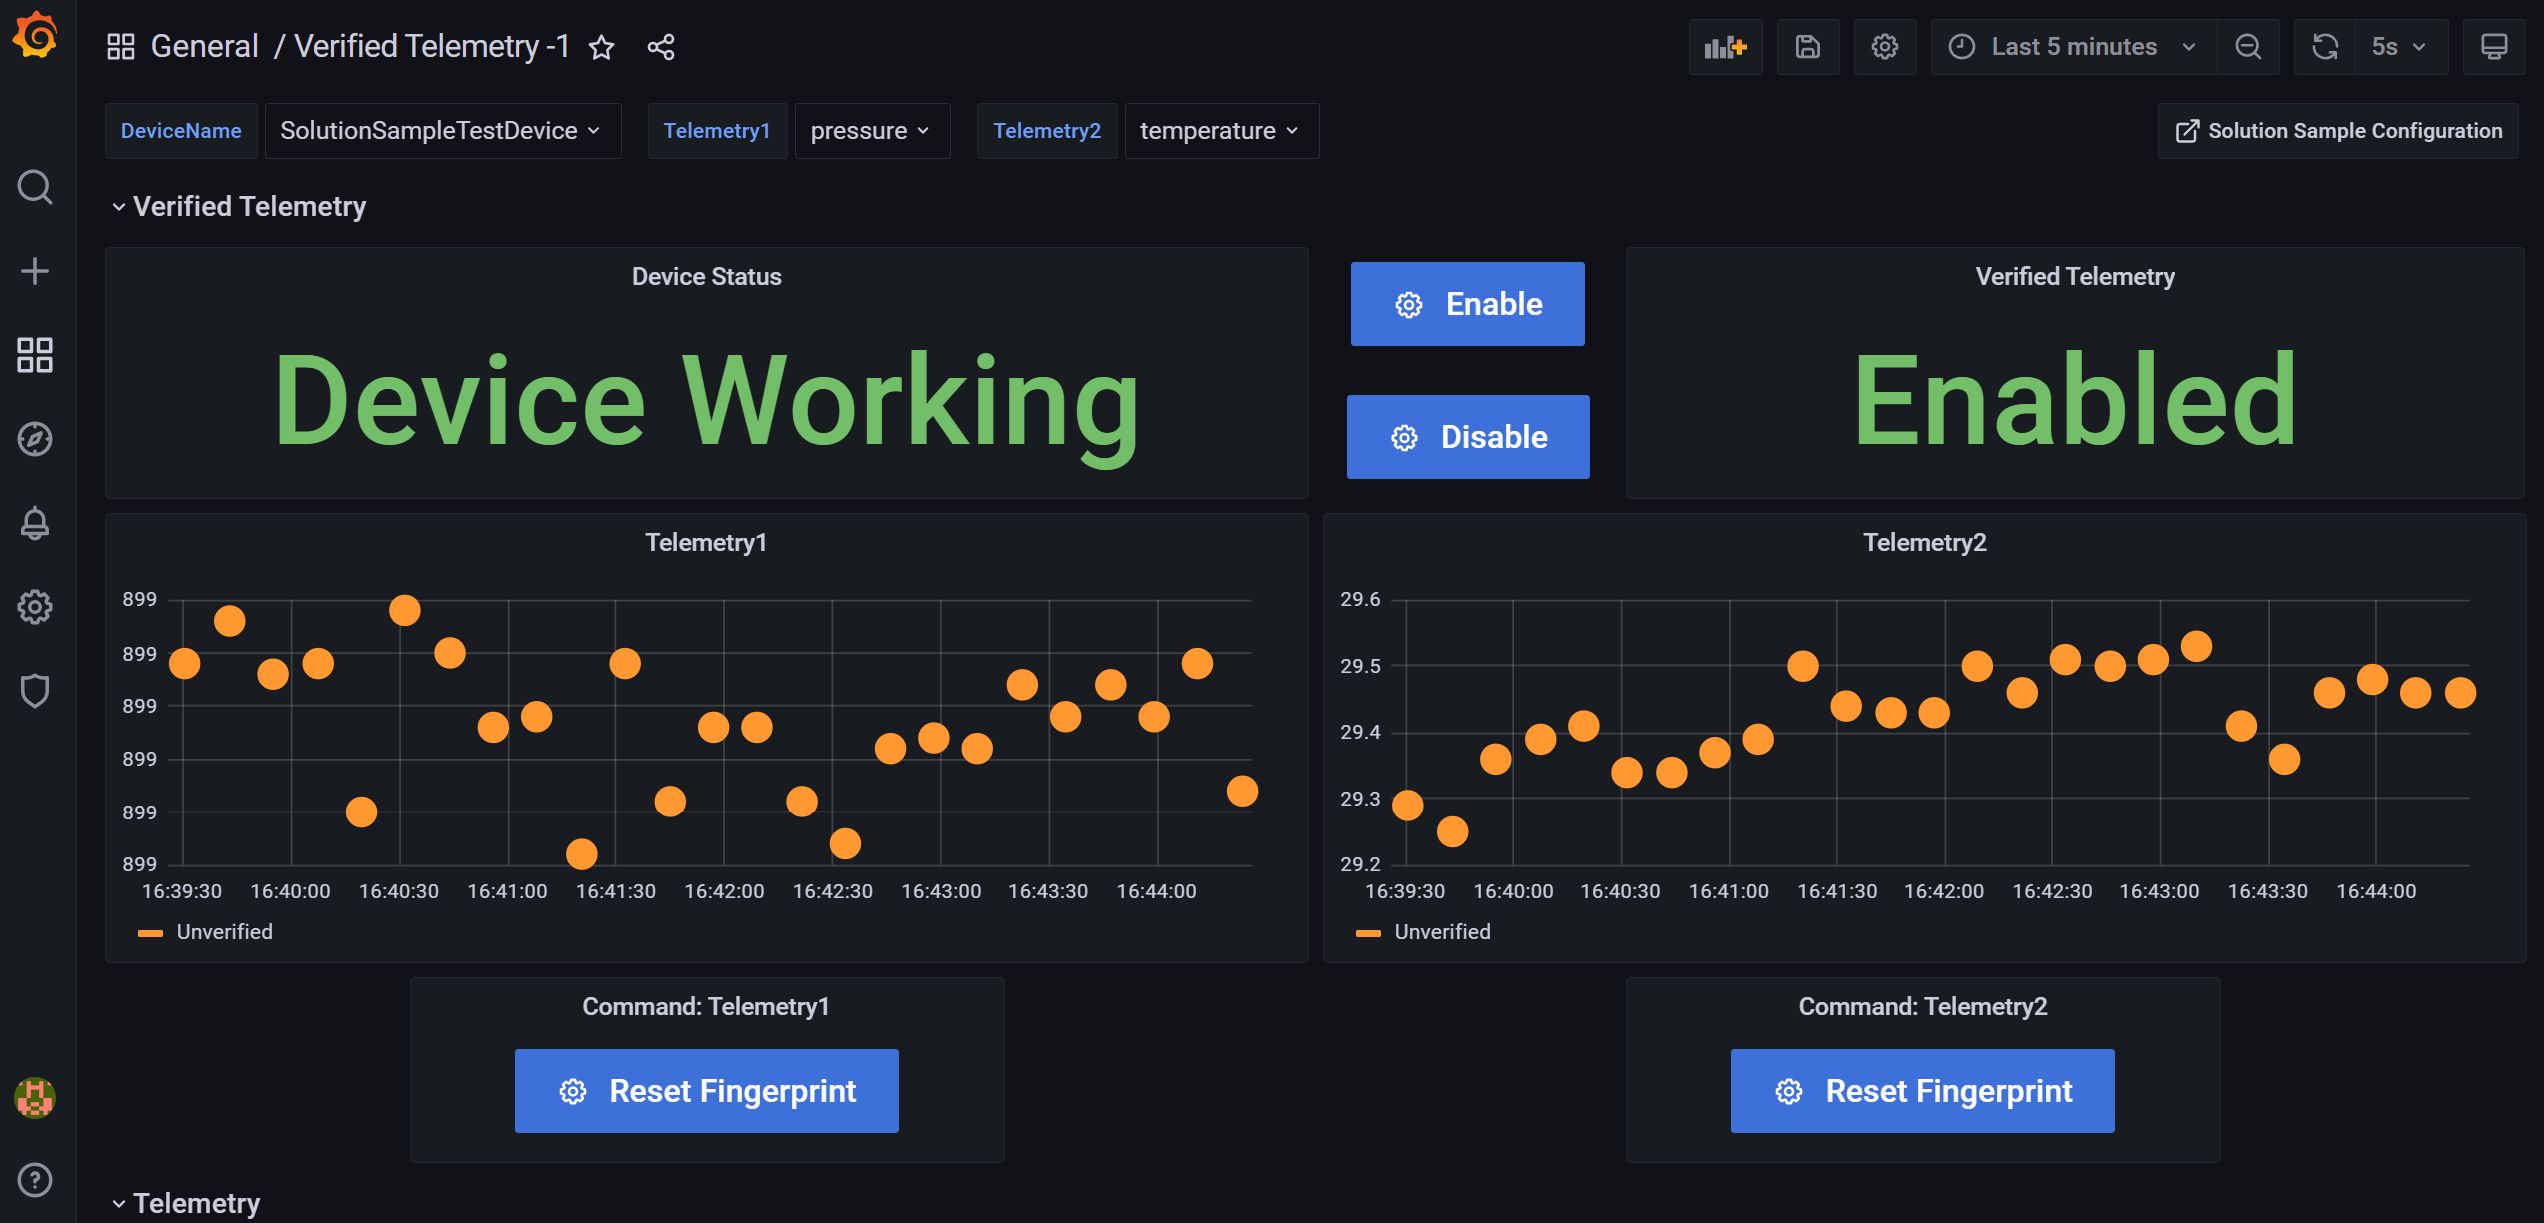 General / Verified Telemetry -1
Last 5 minutes
5s
DeviceName SolutionSampleTestDevice Telemetry1 pressure Telemetry2 temperature
Solution Sample Configuration
Verified Telemetry
Device Status
Device Working
Enable
Disable
Verified Telemetry
Enabled
Telemetry1
899
899
899
899
899
899
16:39:30 16:40:00 16:40:30 16:41:00 16:41:30 16:42:00 16:42:30 16:43:00 16:43:30 16:44:00
Unverified
Telemetry2
29.6
29.5
29.4
29.3
29.2
16:39:30 16:40:00 16:40:30 16:41:00 16:41:30 16:42:00 16:42:30 16:43:00 16:43:30 16:44:00
Unverified
Command: Telemetry1
Reset Fingerprint
Command: Telemetry2
Reset Fingerprint
Telemetry